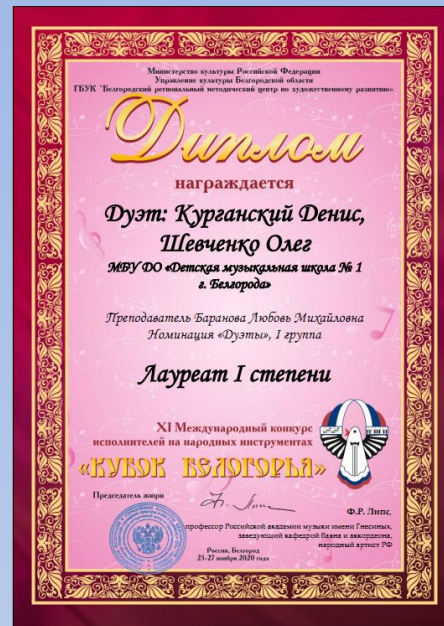 Министерство культуры Российской Федерации
Управление культуры Белгородской области
ГБУК "Белгородский региональный методический центр по художественному развитию»
Диплом
награждается
Дуэт: Курганский Денис,
Шевченко Олег
МБУ ДО «Детская музыкальная школа № 1
г. Белгорода»
Преподаватель Баранова Любовь Михайловна
Номинация «Дуэты», I группа
Лауреат I степени
XI Международный конкурс
исполнителей на народных инструментах
«КУБОК БЕЛОГОРЬЯ»
Председатель жюри
Ф.Р. Липс,
профессор Российской академии музыки имени Гнесиных,
заведующий кафедрой баяна и аккордеона,
народный артист РФ
Россия, Белгород
23-27 ноября 2020 года